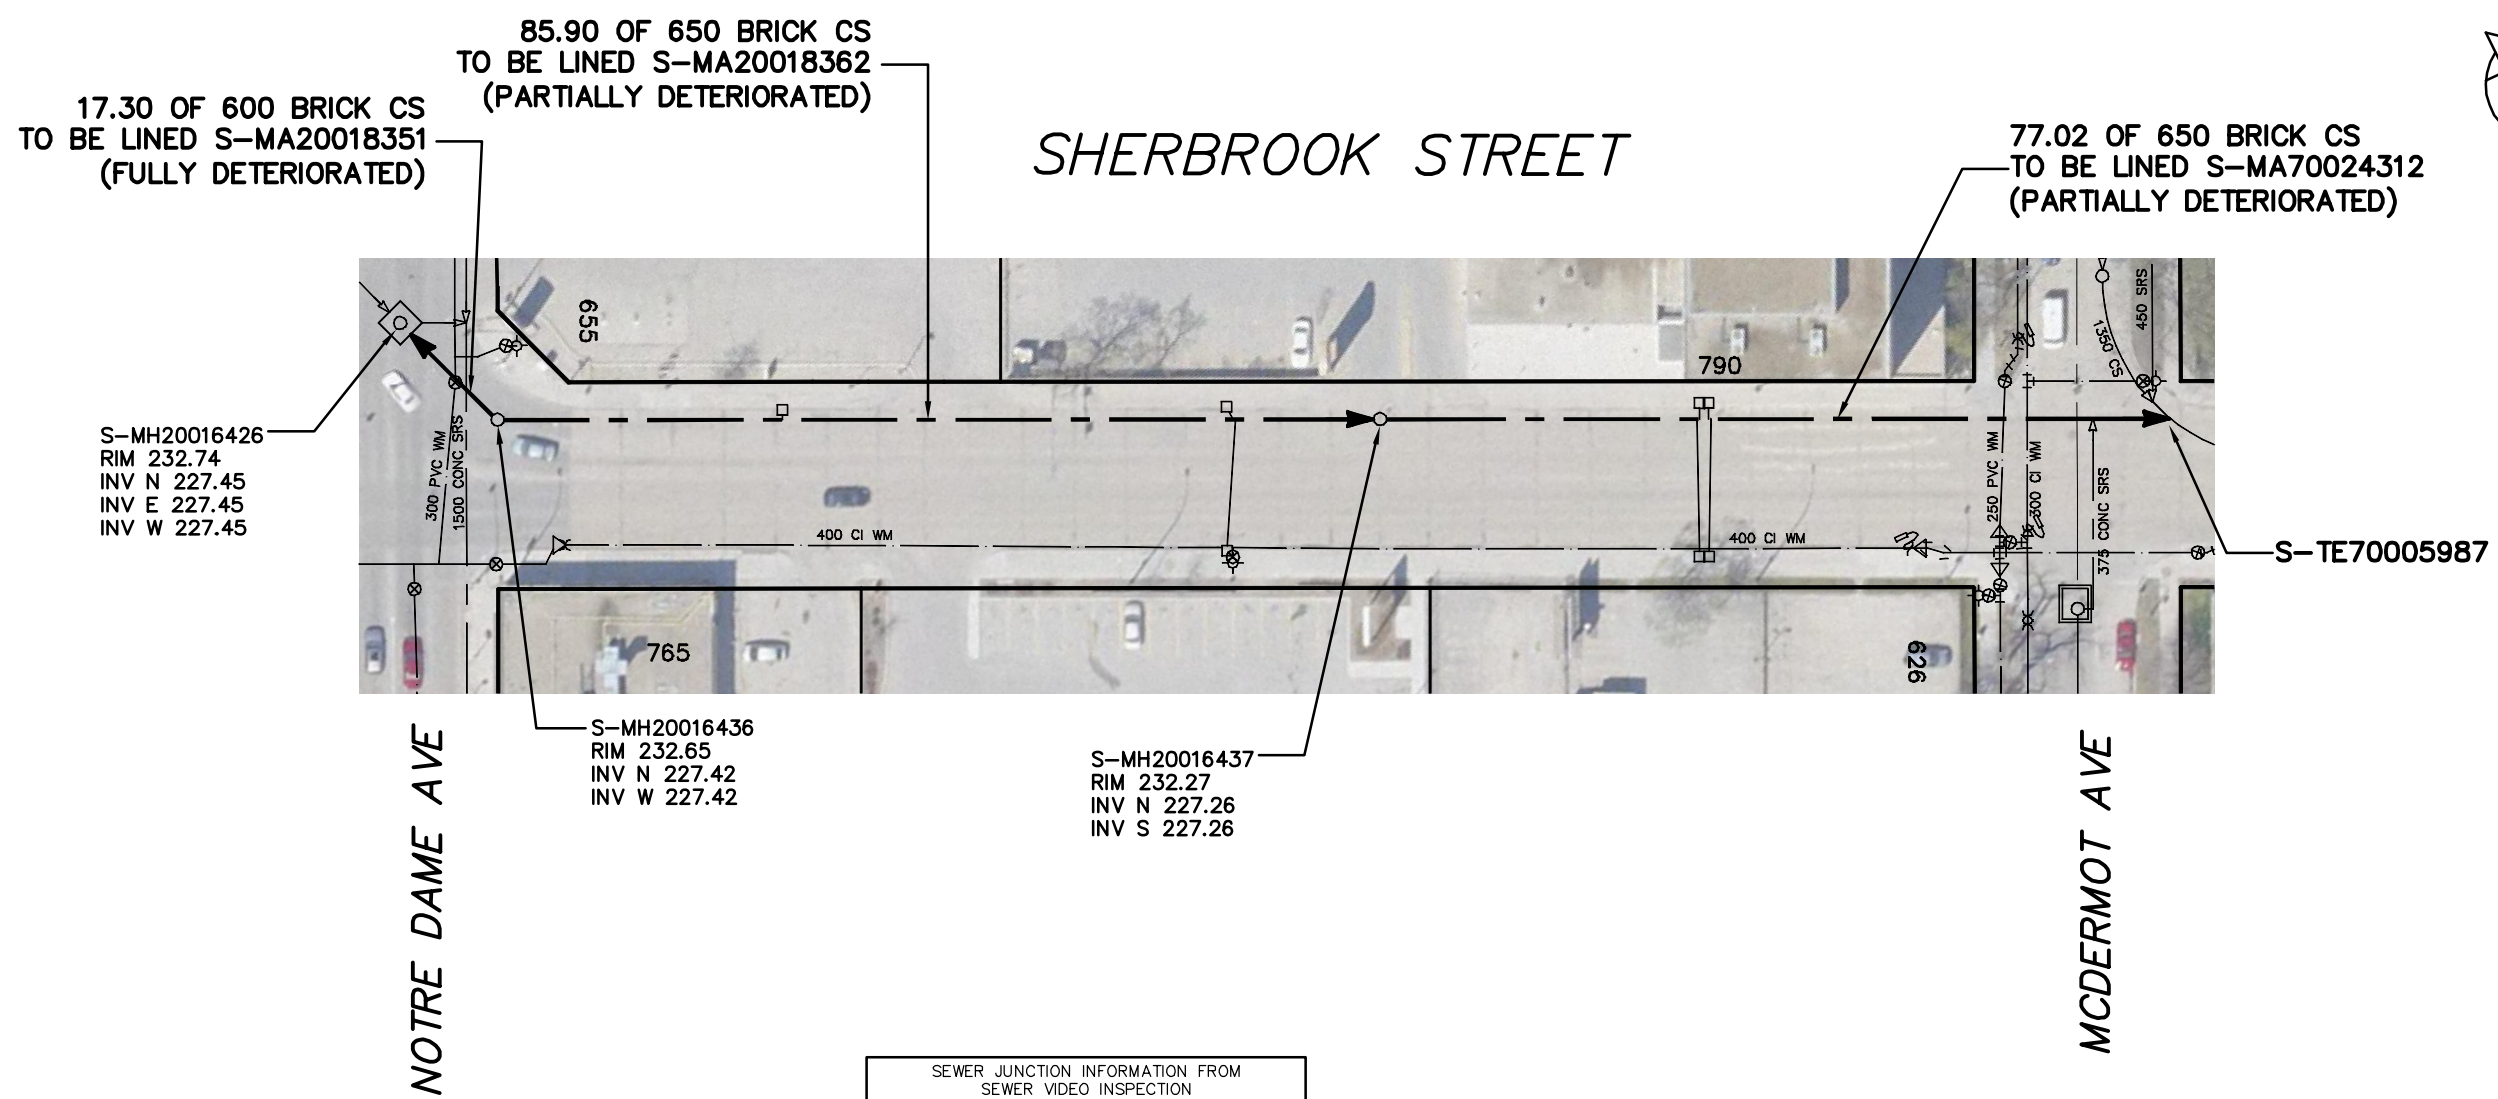 85.90 OF 650 BRICK CS
TO BE LINED S-MA20018362
(PARTIALLY DETERIORATED)
17.30 OF 600 BRICK CS
TO BE LINED S-MA20018351
(FULLY DETERIORATED)
SHERBROOK STREET
77.02 OF 650 BRICK CS
TO BE LINED S-MA70024312
(PARTIALLY DETERIORATED)
655
790
450 SRS
1350 CS
S-MH20016426
RIM 232.74
INV N 227.45
INV E 227.45
INV W 227.45
300 PVC WM
1500 CONC SRS
400 CI WM
400 CI WM
250 PVC WM
300 CI WM
375 CONC SRS
S-TE70005987
765
626
S-MH20016436
RIM 232.65
INV N 227.42
INV W 227.42
S-MH20016437
RIM 232.27
INV N 227.26
INV S 227.26
NOTRE DAME AVE
MCDERMOT AVE
SEWER JUNCTION INFORMATION FROM
SEWER VIDEO INSPECTION